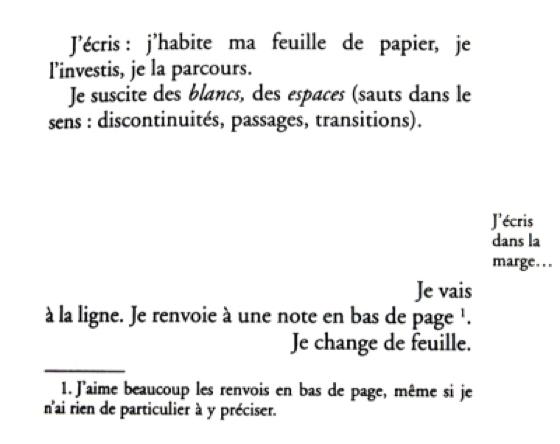 J'écris : j'habite ma feuille de papier, je
l'investis, je la parcours.
Je suscite des blancs, des espaces (sauts dans le
sens : discontinuités, passages, transitions).
J'écris
dans la
marge...
Je vais
à la ligne. Je renvoie à une note en bas de page ¹.
Je change de feuille.
1. J'aime beaucoup les renvois en bas de page, même si je
n'ai rien de particulier à y préciser.